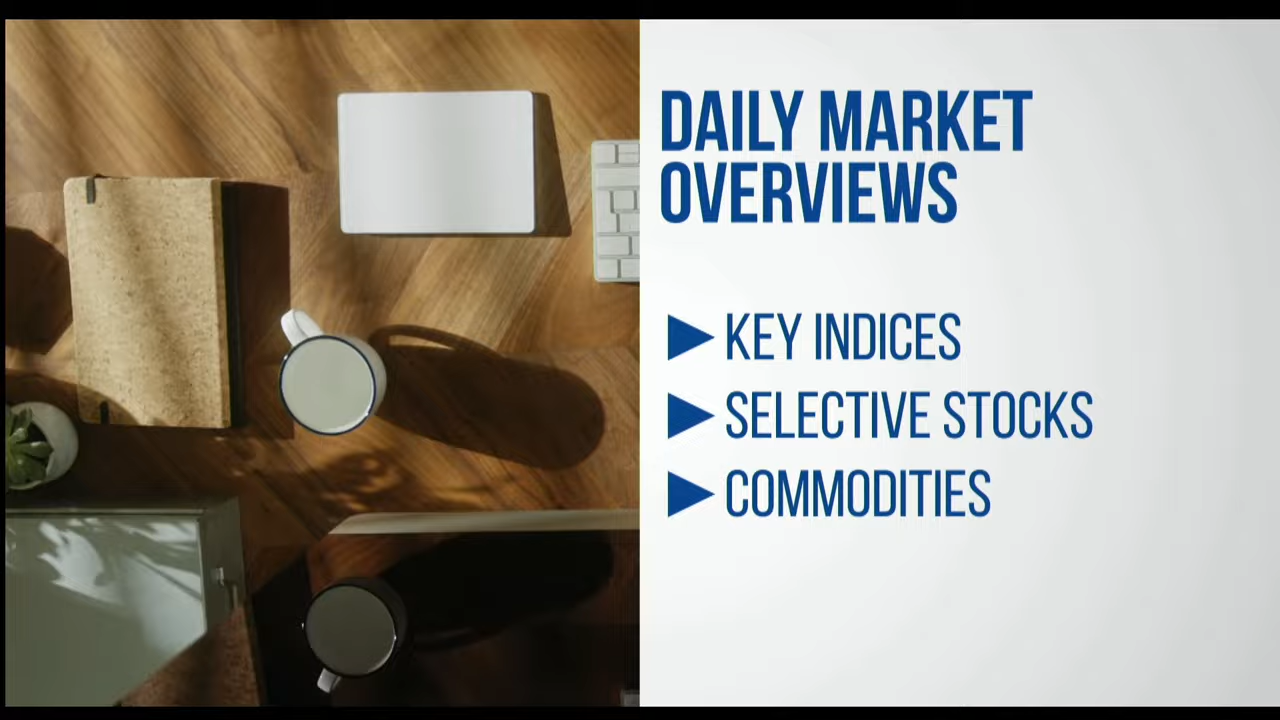 DAILY MARKET
OVERVIEWS
KEY INDICES
SELECTIVE STOCKS
COMMODITIES